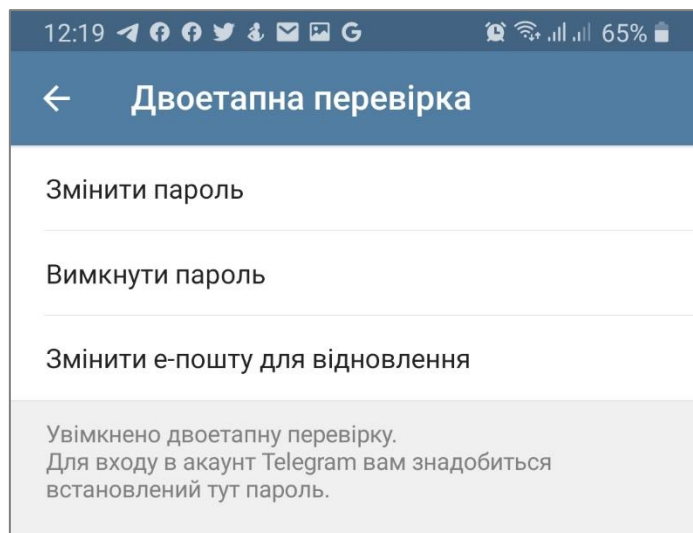 12:19 G 65%
Двоетапна перевірка
Змінити пароль
Вимкнути пароль
Змінити е-пошту для відновлення
Увімкнено двоетапну перевірку.
Для входу в акаунт Telegram вам знадобиться
встановлений тут пароль.